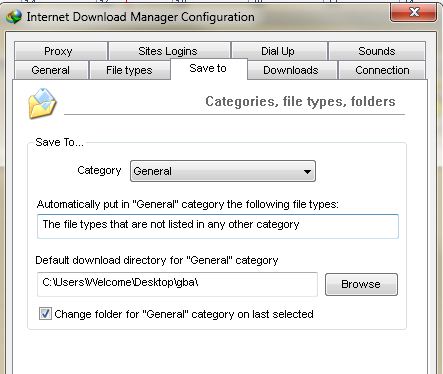 Internet Download Manager Configuration
Proxy Sites Logins Dial Up Sounds
General File types Save to Downloads Connection
Categories, file types, folders
Save To...
Category General
Automatically put in "General" category the following file types:
The file types that are not listed in any other category
Default download directory for "General" category
C:\Users\Welcome\Desktop\gba\ Browse
Change folder for "General" category on last selected